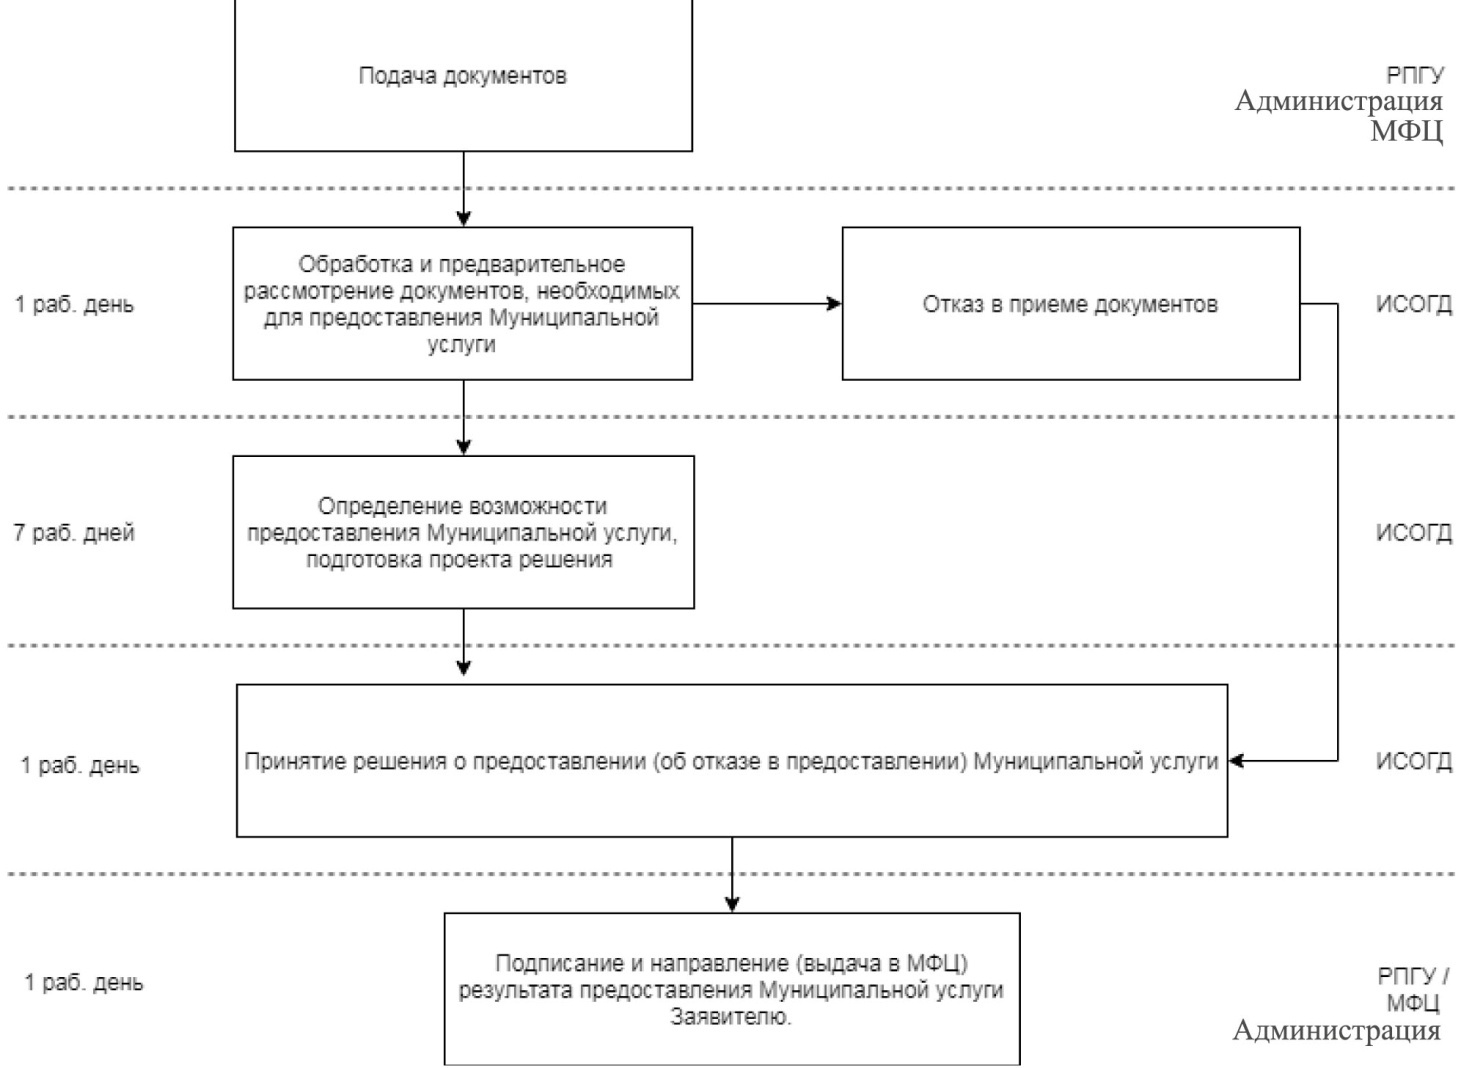 Подача документов
РПГУ
Администрация
МФЦ
1 раб. день
Обработка и предварительное
рассмотрение документов, необходимых
для предоставления Муниципальной
услуги
Отказ в приеме документов
ИСОГД
7 раб. дней
Определение возможности
предоставления Муниципальной услуги,
подготовка проекта решения
ИСОГД
1 раб. день
Принятие решения о предоставлении (об отказе в предоставлении) Муниципальной услуги
ИСОГД
1 раб. день
Подписание и направление (выдача в МФЦ)
результата предоставления Муниципальной услуги
Заявителю.
РПГУ /
МФЦ
Администрация